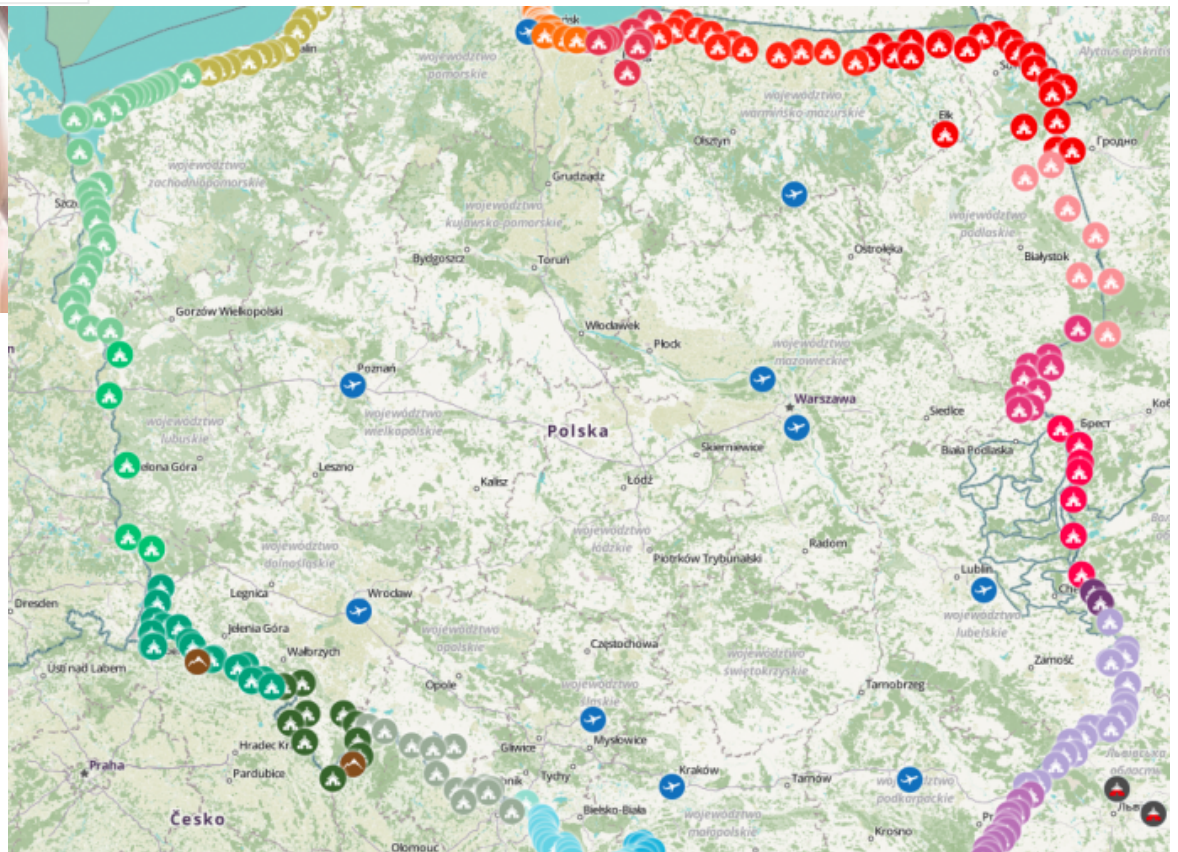 województwo
pomorskie
Alytaus apskritis
województwo
warmińsko-mazurskie
Ełk
Olsztyn
Гродно
województwo
zachodniopomorskie
Grudziądz
województwo
kujawsko-pomorskie
województwo
podlaskie
Ostrołęka
Białystok
Bydgoszcz
Toruń
Gorzów Wielkopolski
Włocławek
Płock
województwo
mazowieckie
Poznań
Warszawa
Siedlce
województwo
lubuskie
województwo
wielkopolskie
Polska
Брест
Skierniewice
Biała Podlaska
Leszno
Kalisz
Łódź
województwo
łódzkie
województwo
dolnośląskie
Piotrków Trybunalski
Radom
Lublin
Dresden
Legnica
Wrocław
województwo
lubelskie
Jelenia Góra
województwo
opolskie
Częstochowa
województwo
świętokrzyskie
Zamość
Ústí nad Labem
Wałbrzych
Opole
województwo
śląskie
Tarnobrzeg
Gliwice
Mysłowice
Львівська
область
Praha
Pardubice
Tychy
Kraków
Tarnów
województwo
podkarpackie
Česko
Bielsko-Biała
województwo
małopolskie
Krosno
Olomouc